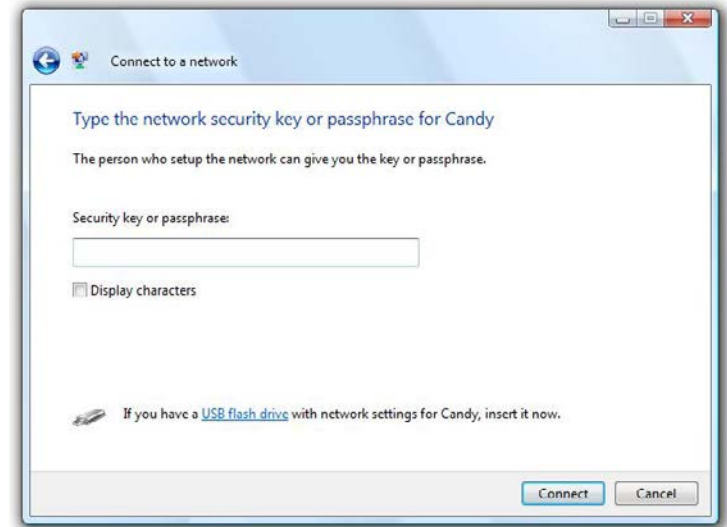 Connect to a network
Type the network security key or passphrase for Candy
The person who setup the network can give you the key or passphrase.
Security key or passphrase:
Display characters
If you have a USB flash drive with network settings for Candy, insert it now.
Connect
Cancel